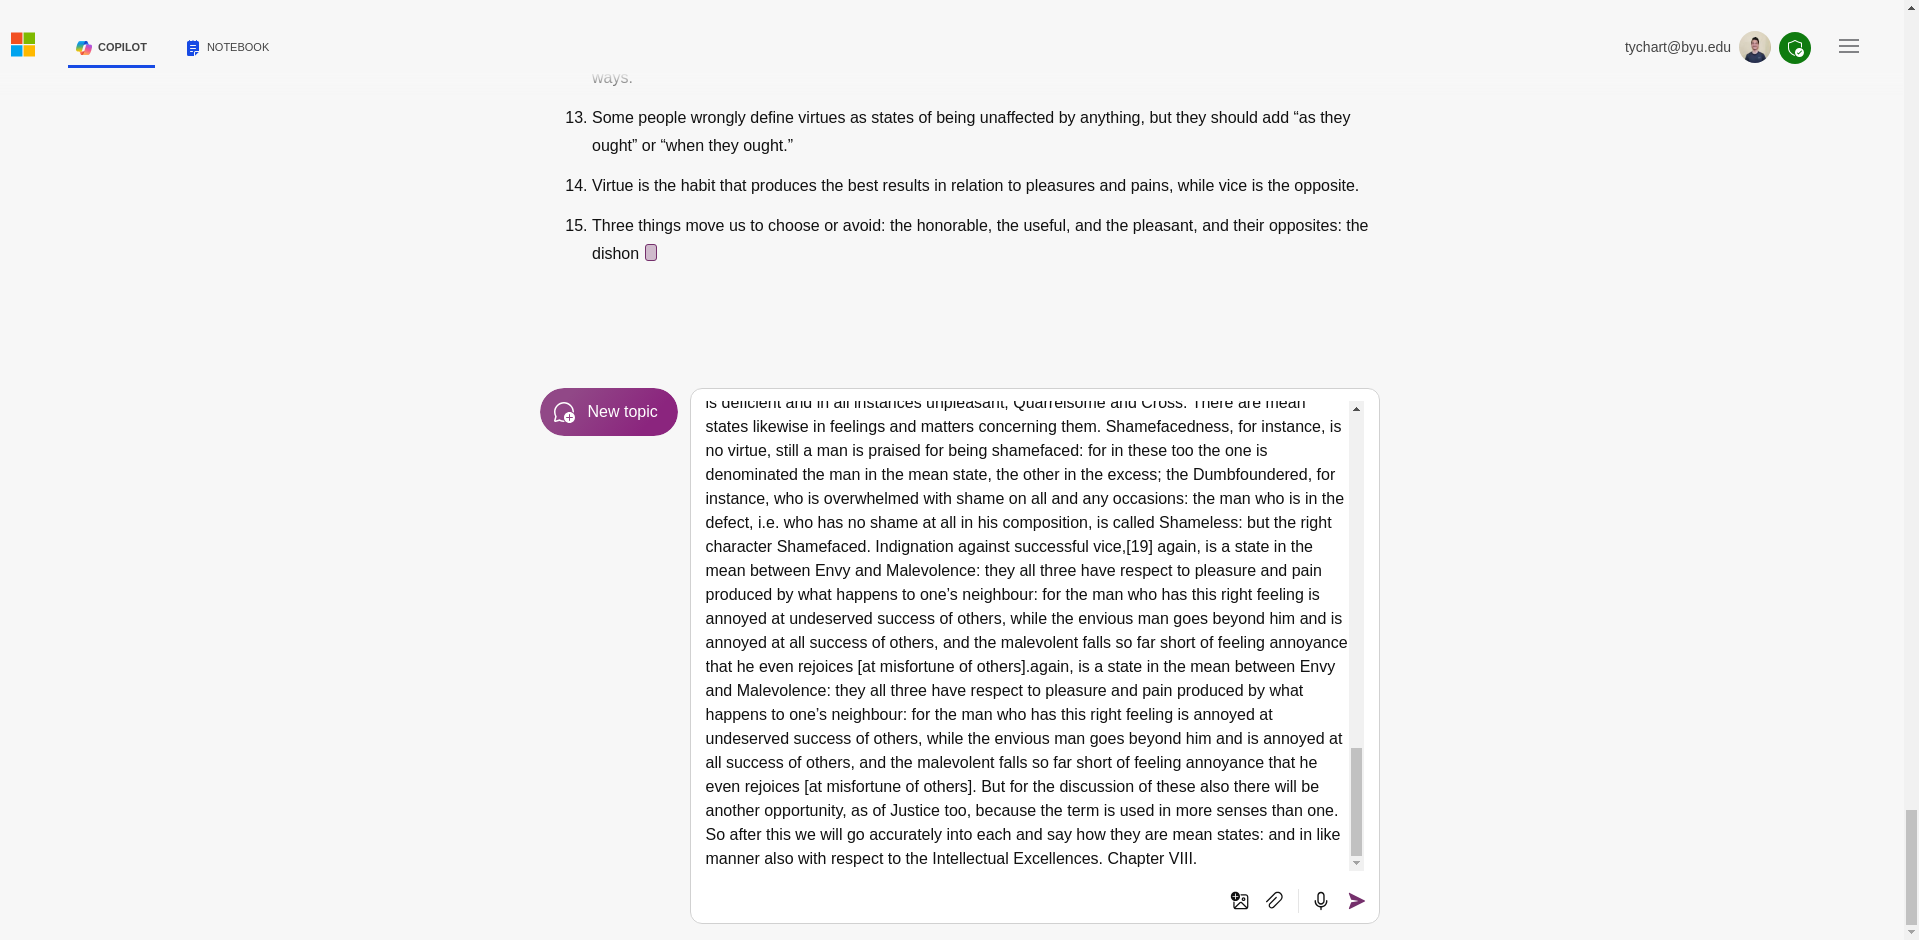 COPILOT
NOTEBOOK
tychart@byu.edu
ways.
13. Some people wrongly define virtues as states of being unaffected by anything, but they should add “as they
ought” or “when they ought.”
14. Virtue is the habit that produces the best results in relation to pleasures and pains, while vice is the opposite.
15. Three things move us to choose or avoid: the honorable, the useful, and the pleasant, and their opposites: the
dishon
New topic
is deficient and in all instances unpleasant, Quarrelsome and Cross. There are mean
states likewise in feelings and matters concerning them. Shamefacedness, for instance, is
no virtue, still a man is praised for being shamefaced: for in these too the one is
denominated the man in the mean state, the other in the excess; the Dumbfoundered, for
instance, who is overwhelmed with shame on all and any occasions: the man who is in the
defect, i.e. who has no shame at all in his composition, is called Shameless: but the right
character Shamefaced. Indignation against successful vice,[19] again, is a state in the
mean between Envy and Malevolence: they all three have respect to pleasure and pain
produced by what happens to one’s neighbour: for the man who has this right feeling is
annoyed at undeserved success of others, while the envious man goes beyond him and is
annoyed at all success of others, and the malevolent falls so far short of feeling annoyance
that he even rejoices [at misfortune of others].again, is a state in the mean between Envy
and Malevolence: they all three have respect to pleasure and pain produced by what
happens to one’s neighbour: for the man who has this right feeling is annoyed at
undeserved success of others, while the envious man goes beyond him and is annoyed at
all success of others, and the malevolent falls so far short of feeling annoyance that he
even rejoices [at misfortune of others]. But for the discussion of these also there will be
another opportunity, as of Justice too, because the term is used in more senses than one.
So after this we will go accurately into each and say how they are mean states: and in like
manner also with respect to the Intellectual Excellences. Chapter VIII.